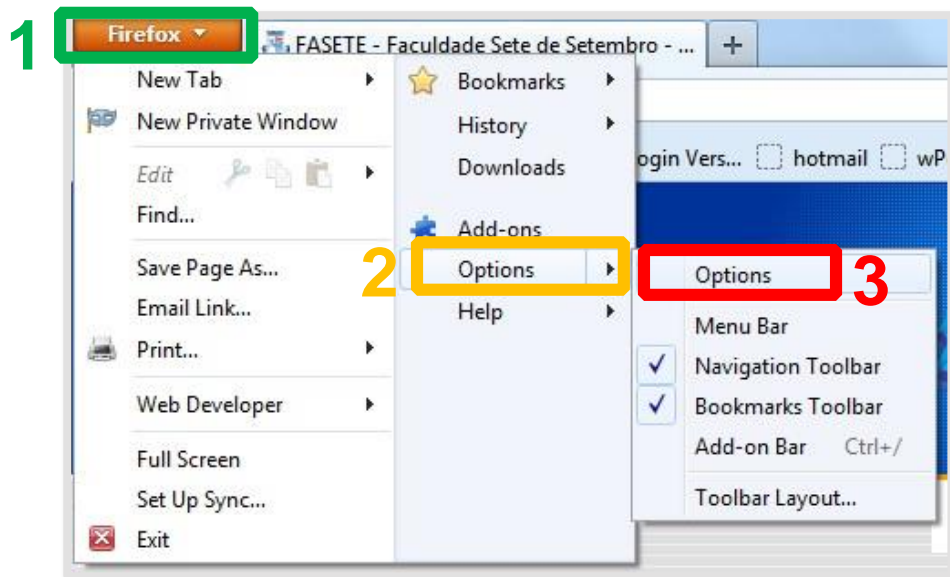 1
Firefox
FASETE - Faculdade Sete de Setembro - ...
+
New Tab
New Private Window
Edit
Find...
Save Page As...
Email Link...
Print...
Web Developer
Full Screen
Set Up Sync...
Exit
Bookmarks
History
Downloads
Add-ons
2
Options
Help
ogin Vers...
hotmail
wP
Options
3
Menu Bar
Navigation Toolbar
Bookmarks Toolbar
Add-on Bar Ctrl+/
Toolbar Layout...